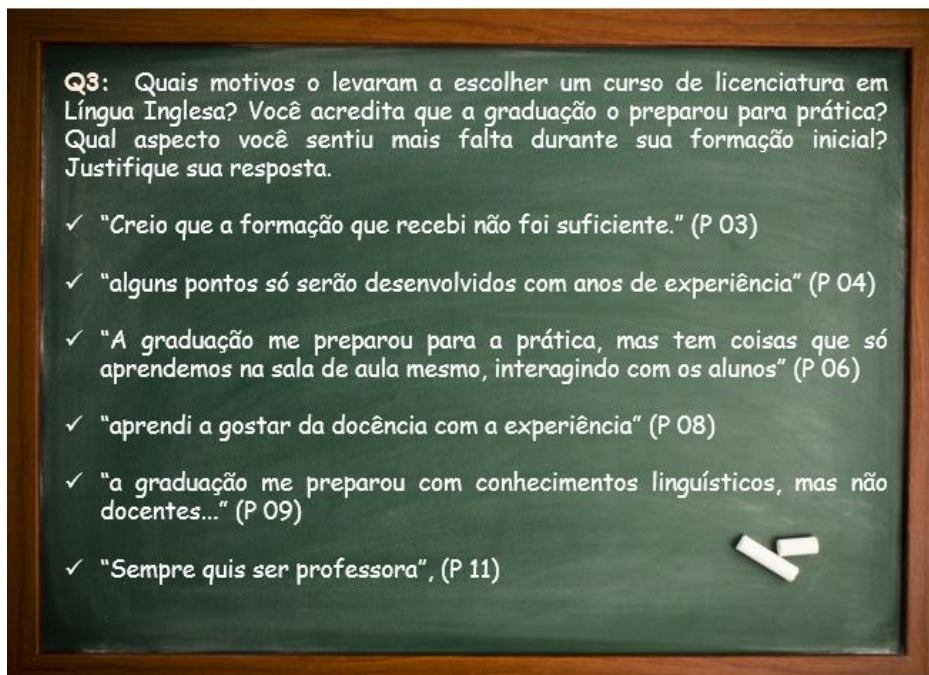 Q3: Quais motivos o levaram a escolher um curso de licenciatura em
Língua Inglesa? Você acredita que a graduação o preparou para prática?
Qual aspecto você sentiu mais falta durante sua formação inicial?
Justifique sua resposta.
✓ "Creio que a formação que recebi não foi suficiente." (P 03)
✓ "alguns pontos só serão desenvolvidos com anos de experiência" (P 04)
✓ "A graduação me preparou para a prática, mas tem coisas que só
aprendemos na sala de aula mesmo, interagindo com os alunos" (P 06)
✓ "aprendi a gostar da docência com a experiência" (P 08)
✓ "a graduação me preparou com conhecimentos linguísticos, mas não
docentes..." (P 09)
✓ "Sempre quis ser professora", (P 11)